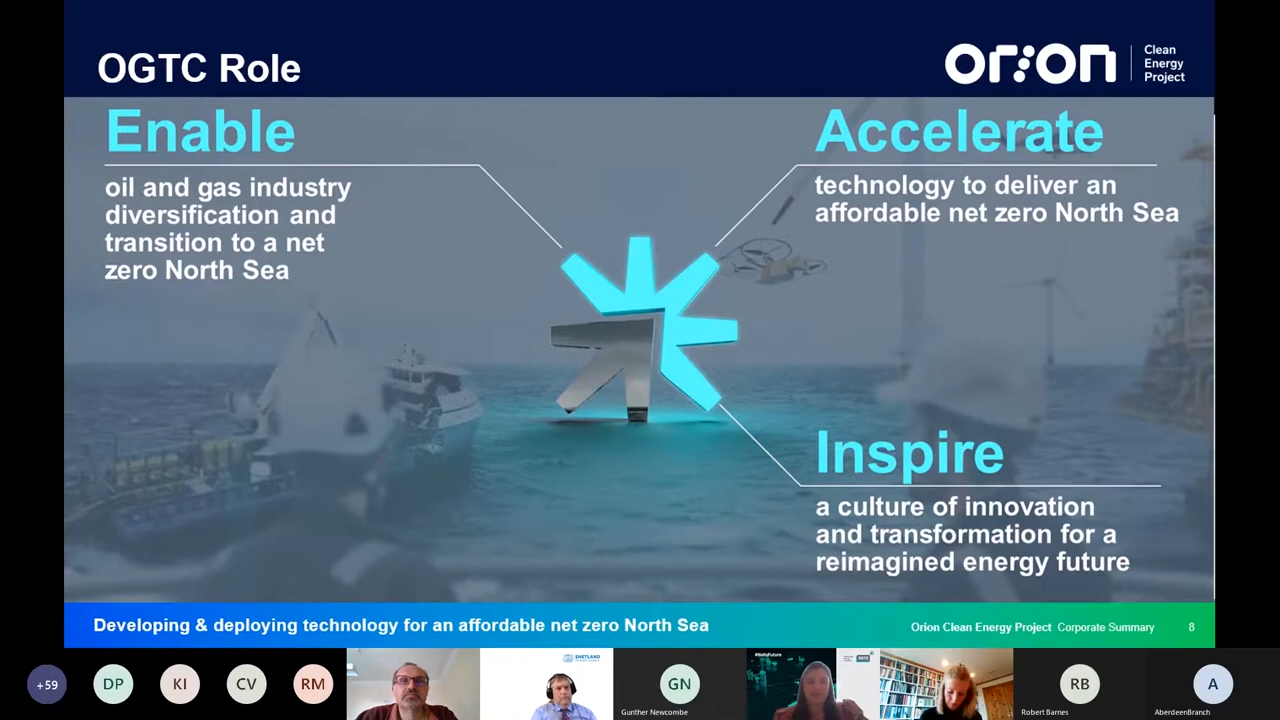 OGTC Role
orion
Clean
Energy
Project
Enable
oil and gas industry
diversification and
transition to a net
zero North Sea
Accelerate
technology to deliver an
affordable net zero North Sea
Inspire
a culture of innovation
and transformation for a
reimagined energy future
Developing & deploying technology for an affordable net zero North Sea
Orion Clean Energy Project Corporate Summary 8
+59
DP
KI
CV
RM
SHETLAND
GN
Gunther Newcombe
RB
Robert Barnes
A
AberdeenBranch